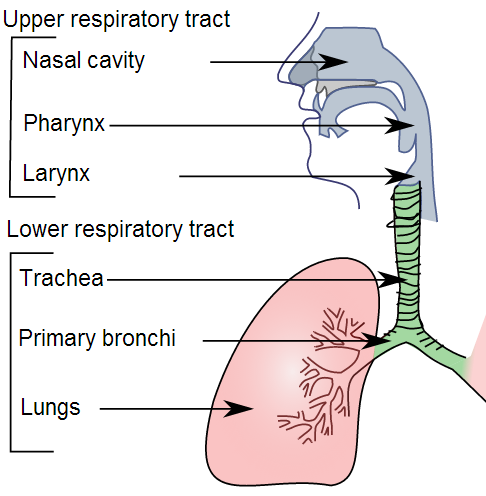 Upper respiratory tract
Nasal cavity
Pharynx
Larynx
Lower respiratory tract
Trachea
Primary bronchi
Lungs